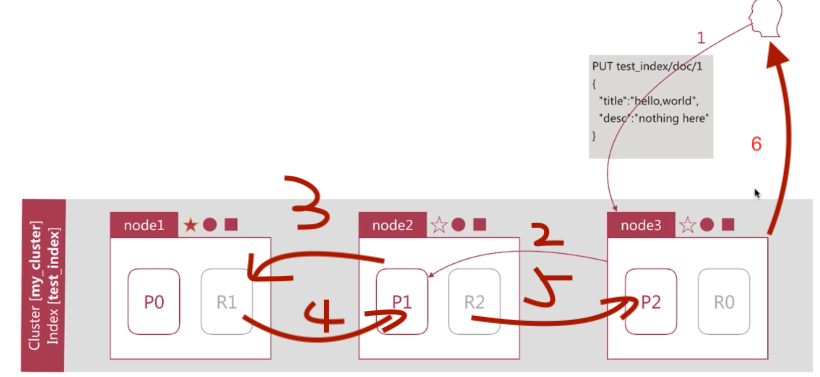 1
PUT test_index/doc/1
{
"title":"hello,world",
"desc":"nothing here"
}
6
3
node1
node2
2
node3
Cluster [my_cluster]
Index [test_index]
P0
R1
4
P1
R2
5
P2
R0